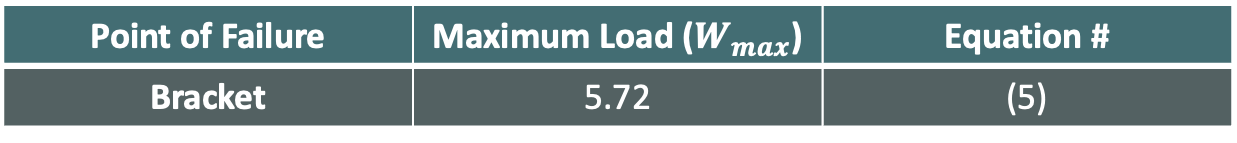 Point of Failure Maximum Load (W_max) Equation #
Bracket 5.72 (5)